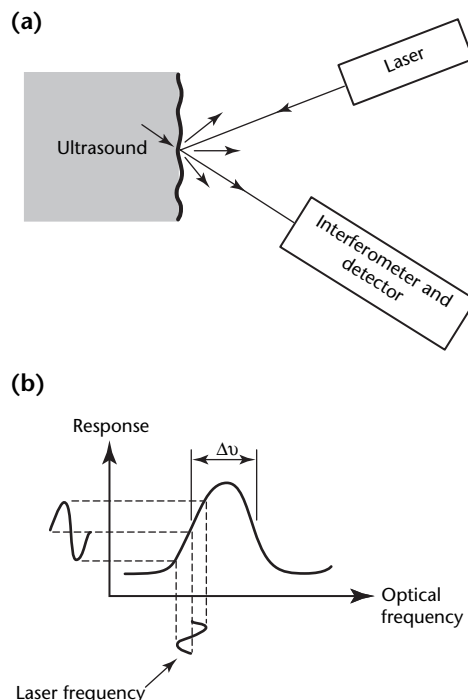 (a)
Laser
Ultrasound
Interferometer and
detector
(b)
Response
Δυ
Optical
frequency
Laser frequency